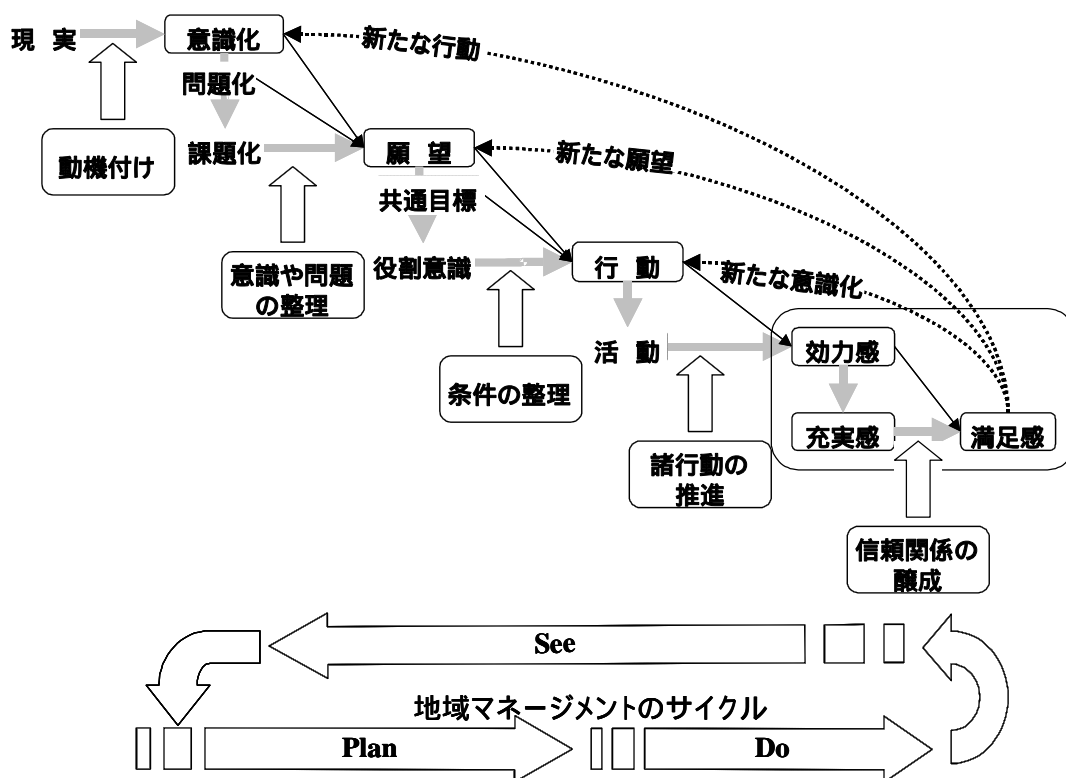 現 実
意識化
新たな行動
問題化
動機付け
課題化
願 望
新たな願望
共通目標
意識や問題
の整理
役割意識
行 動
新たな意識化
条件の整理
活 動
効力感
充実感
満足感
諸行動の
推進
信頼関係の
醸成
See
地域マネージメントのサイクル
Plan
Do